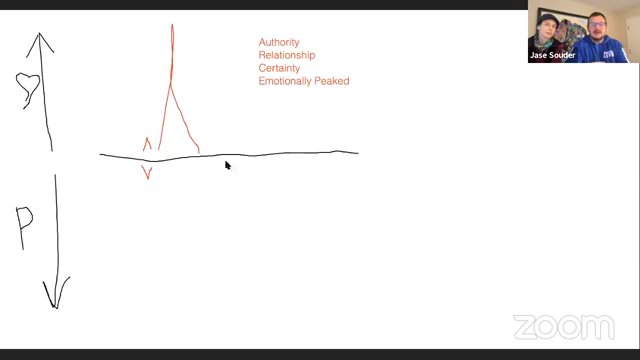 Authority
Relationship
Certainty
Emotionally Peaked
Jase Souder
P
zoom